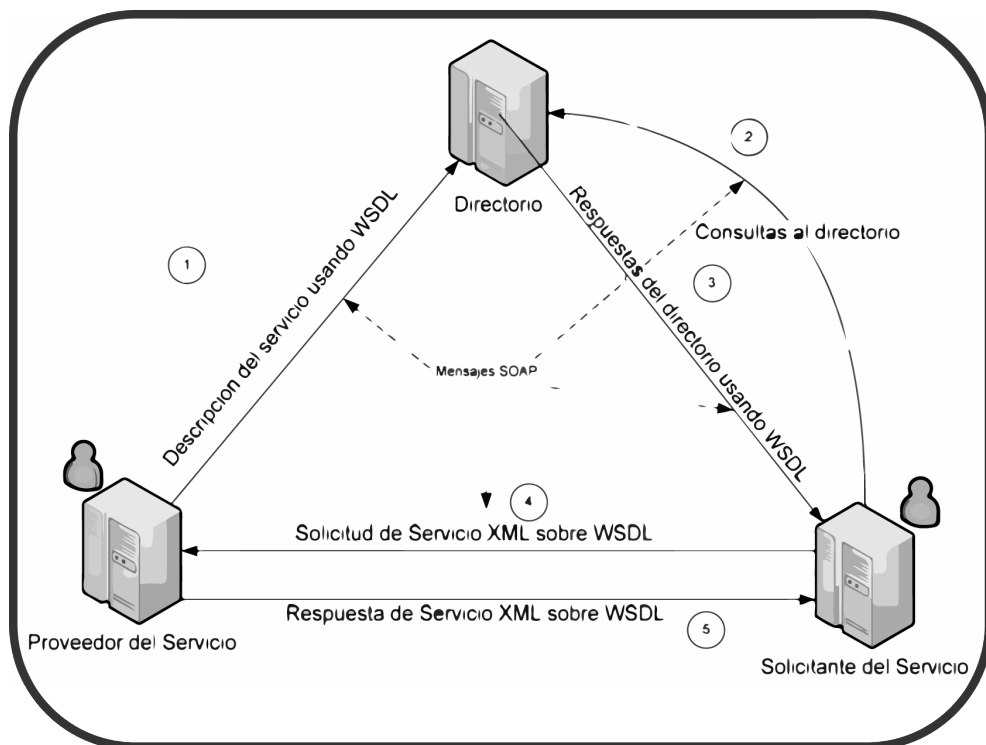 2
Directorio
Consultas al directorio
1
3
Descripcion del servicio usando WSDL
Respuestas del directorio usando WSDL
Mensajes SOAP
4
Solicitud de Servicio XML sobre WSDL
Respuesta de Servicio XML sobre WSDL
5
Proveedor del Servicio
Solicitante del Servicio